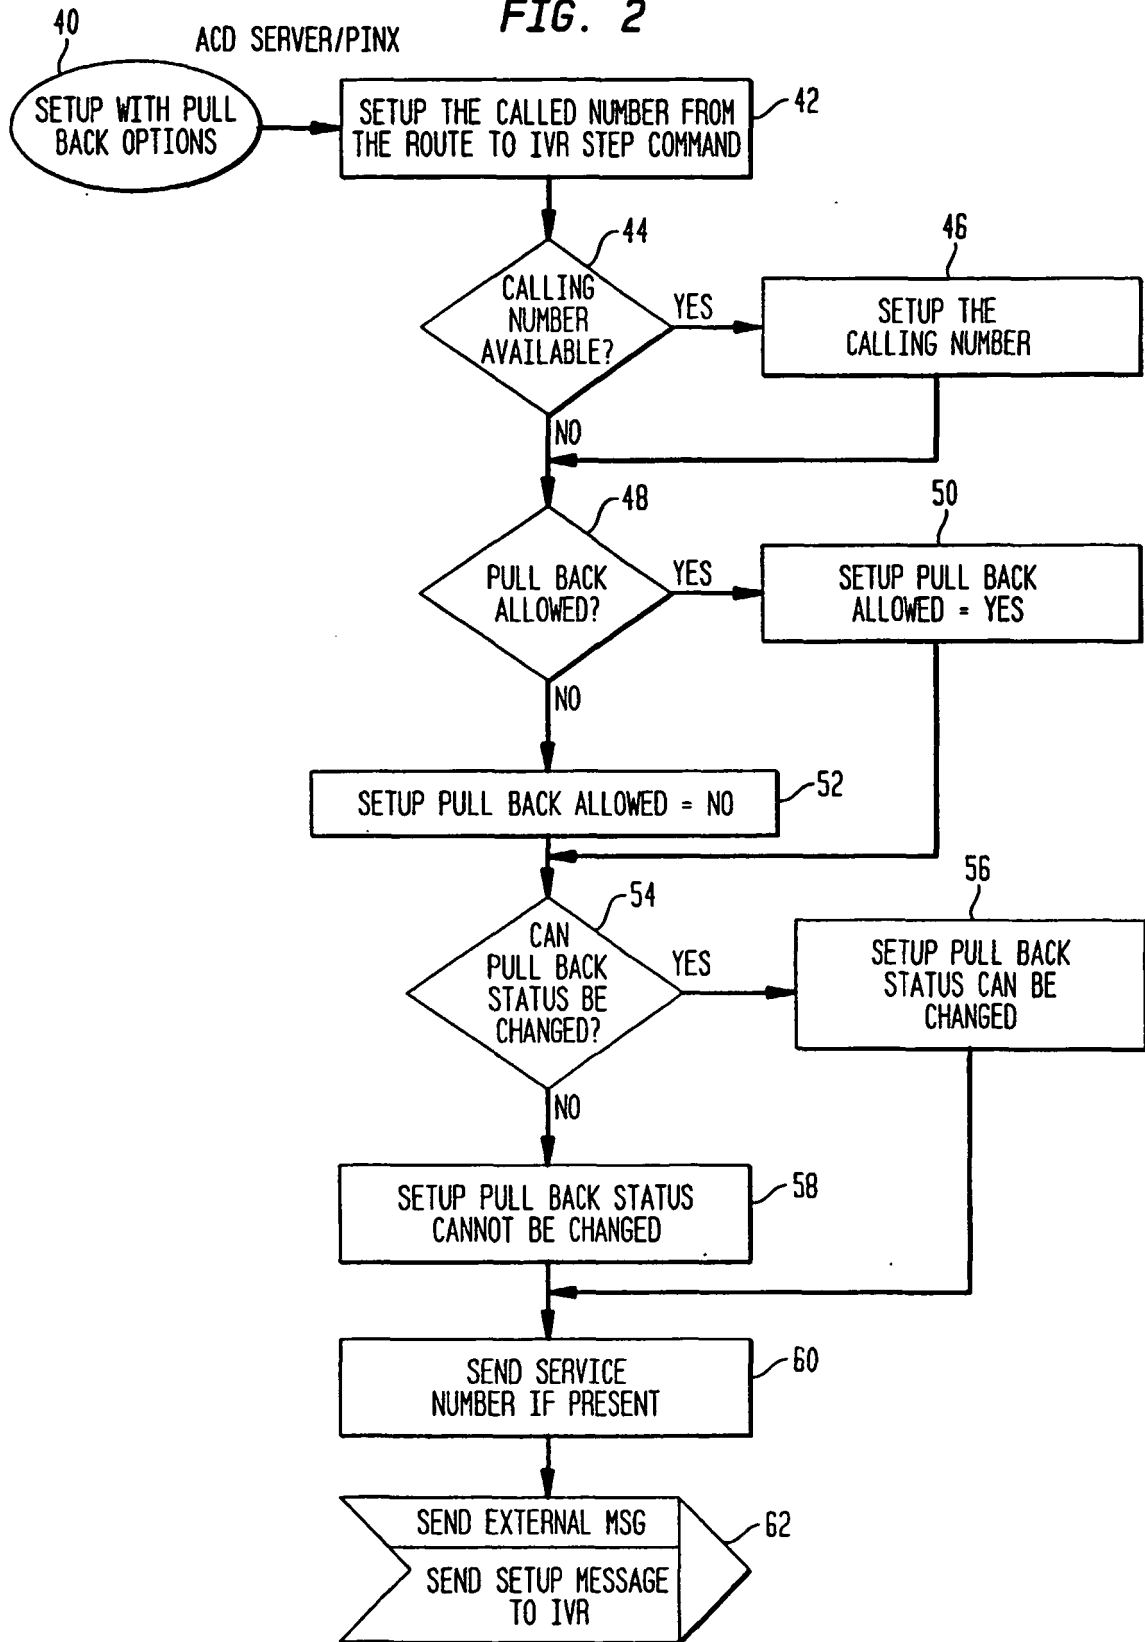 FIG. 2
40
ACD SERVER/PINX
SETUP WITH PULL
BACK OPTIONS
SETUP THE CALLED NUMBER FROM
THE ROUTE TO IVR STEP COMMAND
42
44
CALLING
NUMBER
AVAILABLE?
YES
46
SETUP THE
CALLING NUMBER
NO
48
PULL BACK
ALLOWED?
YES
50
SETUP PULL BACK
ALLOWED = YES
NO
SETUP PULL BACK ALLOWED = NO
52
54
CAN
PULL BACK
STATUS BE
CHANGED?
YES
56
SETUP PULL BACK
STATUS CAN BE
CHANGED
NO
SETUP PULL BACK STATUS
CANNOT BE CHANGED
58
SEND SERVICE
NUMBER IF PRESENT
60
SEND EXTERNAL MSG
SEND SETUP MESSAGE
TO IVR
62